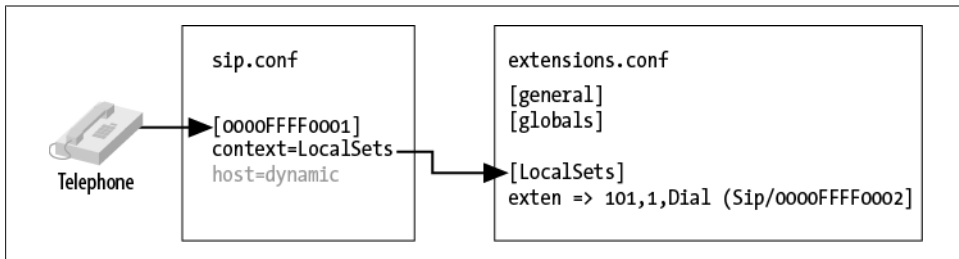 Telephone
sip.conf
[0000FFFF0001]
context=LocalSets
host=dynamic
extensions.conf
[general]
[globals]
[LocalSets]
exten => 101,1,Dial (Sip/0000FFFF0002]